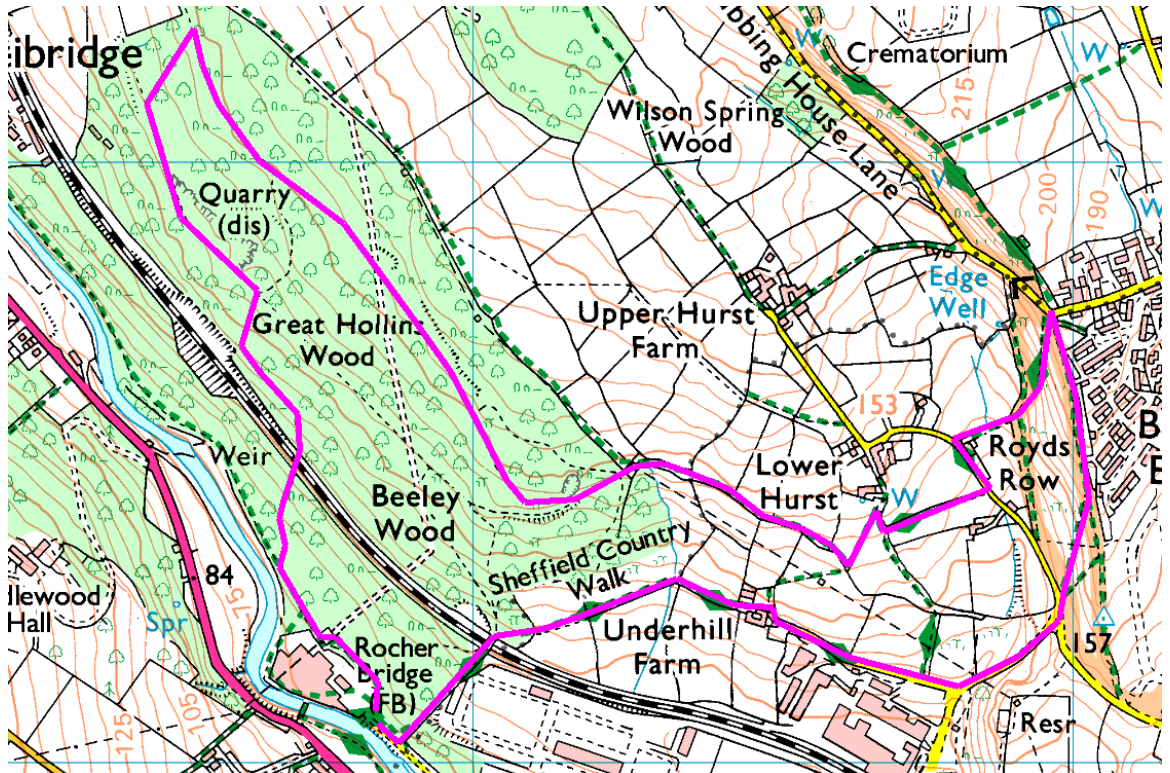 eibridge
bbing House Lane
W
Crematorium
215
W
Wilson Spring
Wood
W
200
190
W
Quarry
(dis)
Edge
Well
Great Hollins
Wood
Upper Hurst
Farm
153
B
E
Royds
Row
Weir
Lower
Hurst
W
Beeley
Wood
Sheffield Country
Walk
84
75
llewood
Hall
Spr
Rocher
Bridge
(FB)
Underhill
Farm
157
125
105
Resr